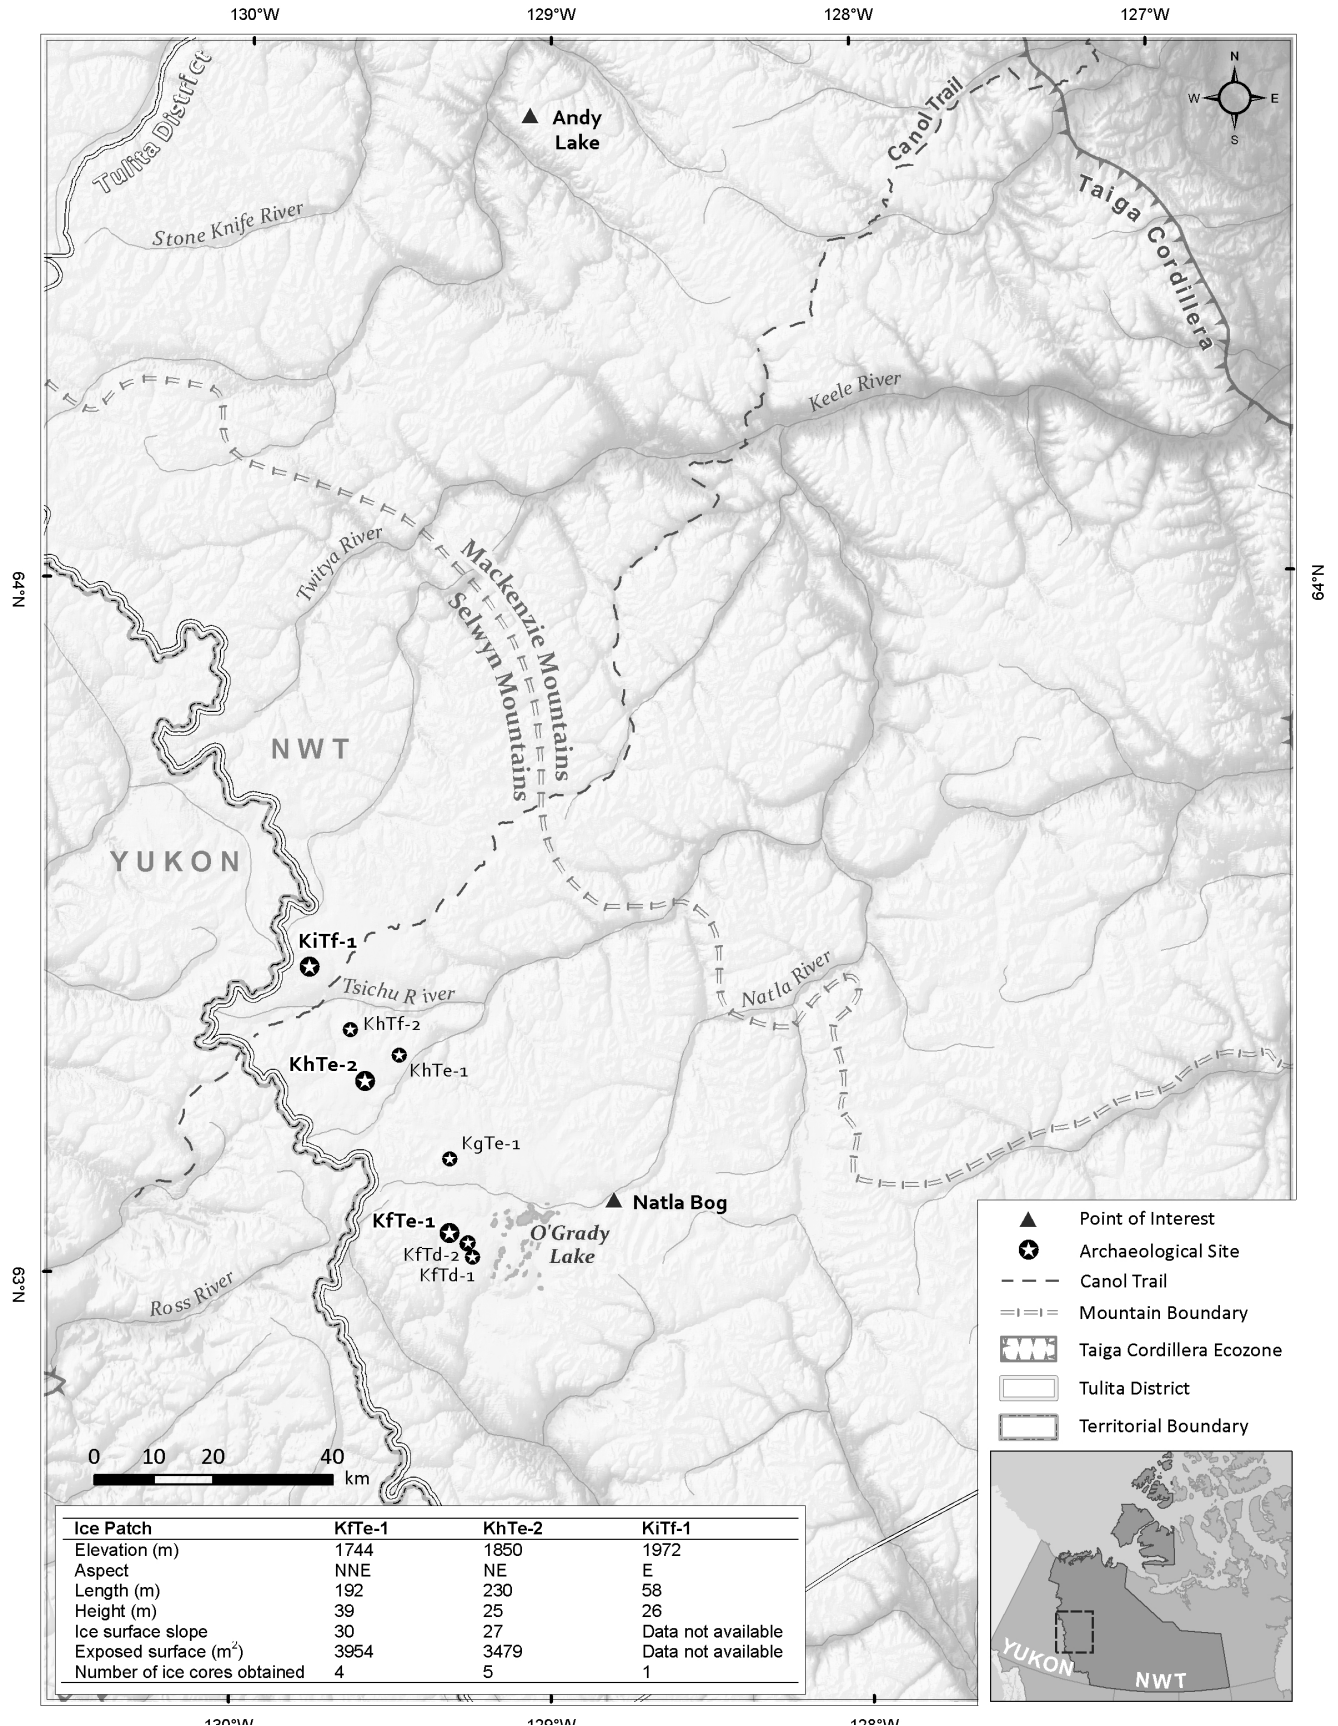 130°W 129°W 128°W 127°W
N
W E
S
Andy
Lake
Canol Trail
Tulita District
Taiga Cordillera
Stone Knife River
Keele River
Twitya River
64°N
64°N
Mackenzie Mountains
Selwyn Mountains
NWT
YUKON
KiTf-1
Natla River
Tsichu River
KhTf-2
KhTe-2
KhTe-1
KgTe-1
Natla Bog
KfTe-1
O'Grady
Lake
KfTd-2
KfTd-1
63°N
Ross River
Point of Interest
Archaeological Site
Canol Trail
Mountain Boundary
Taiga Cordillera Ecozone
Tulita District
Territorial Boundary
0 10 20 40
km
Ice Patch KfTe-1 KhTe-2 KiTf-1
Elevation (m) 1744 1850 1972
Aspect NNE NE E
Length (m) 192 230 58
Height (m) 39 25 26
Ice surface slope 30 27 Data not available
Exposed surface (m²) 3954 3479 Data not available
Number of ice cores obtained 4 5 1
YUKON
NWT
130°W 129°W 128°W